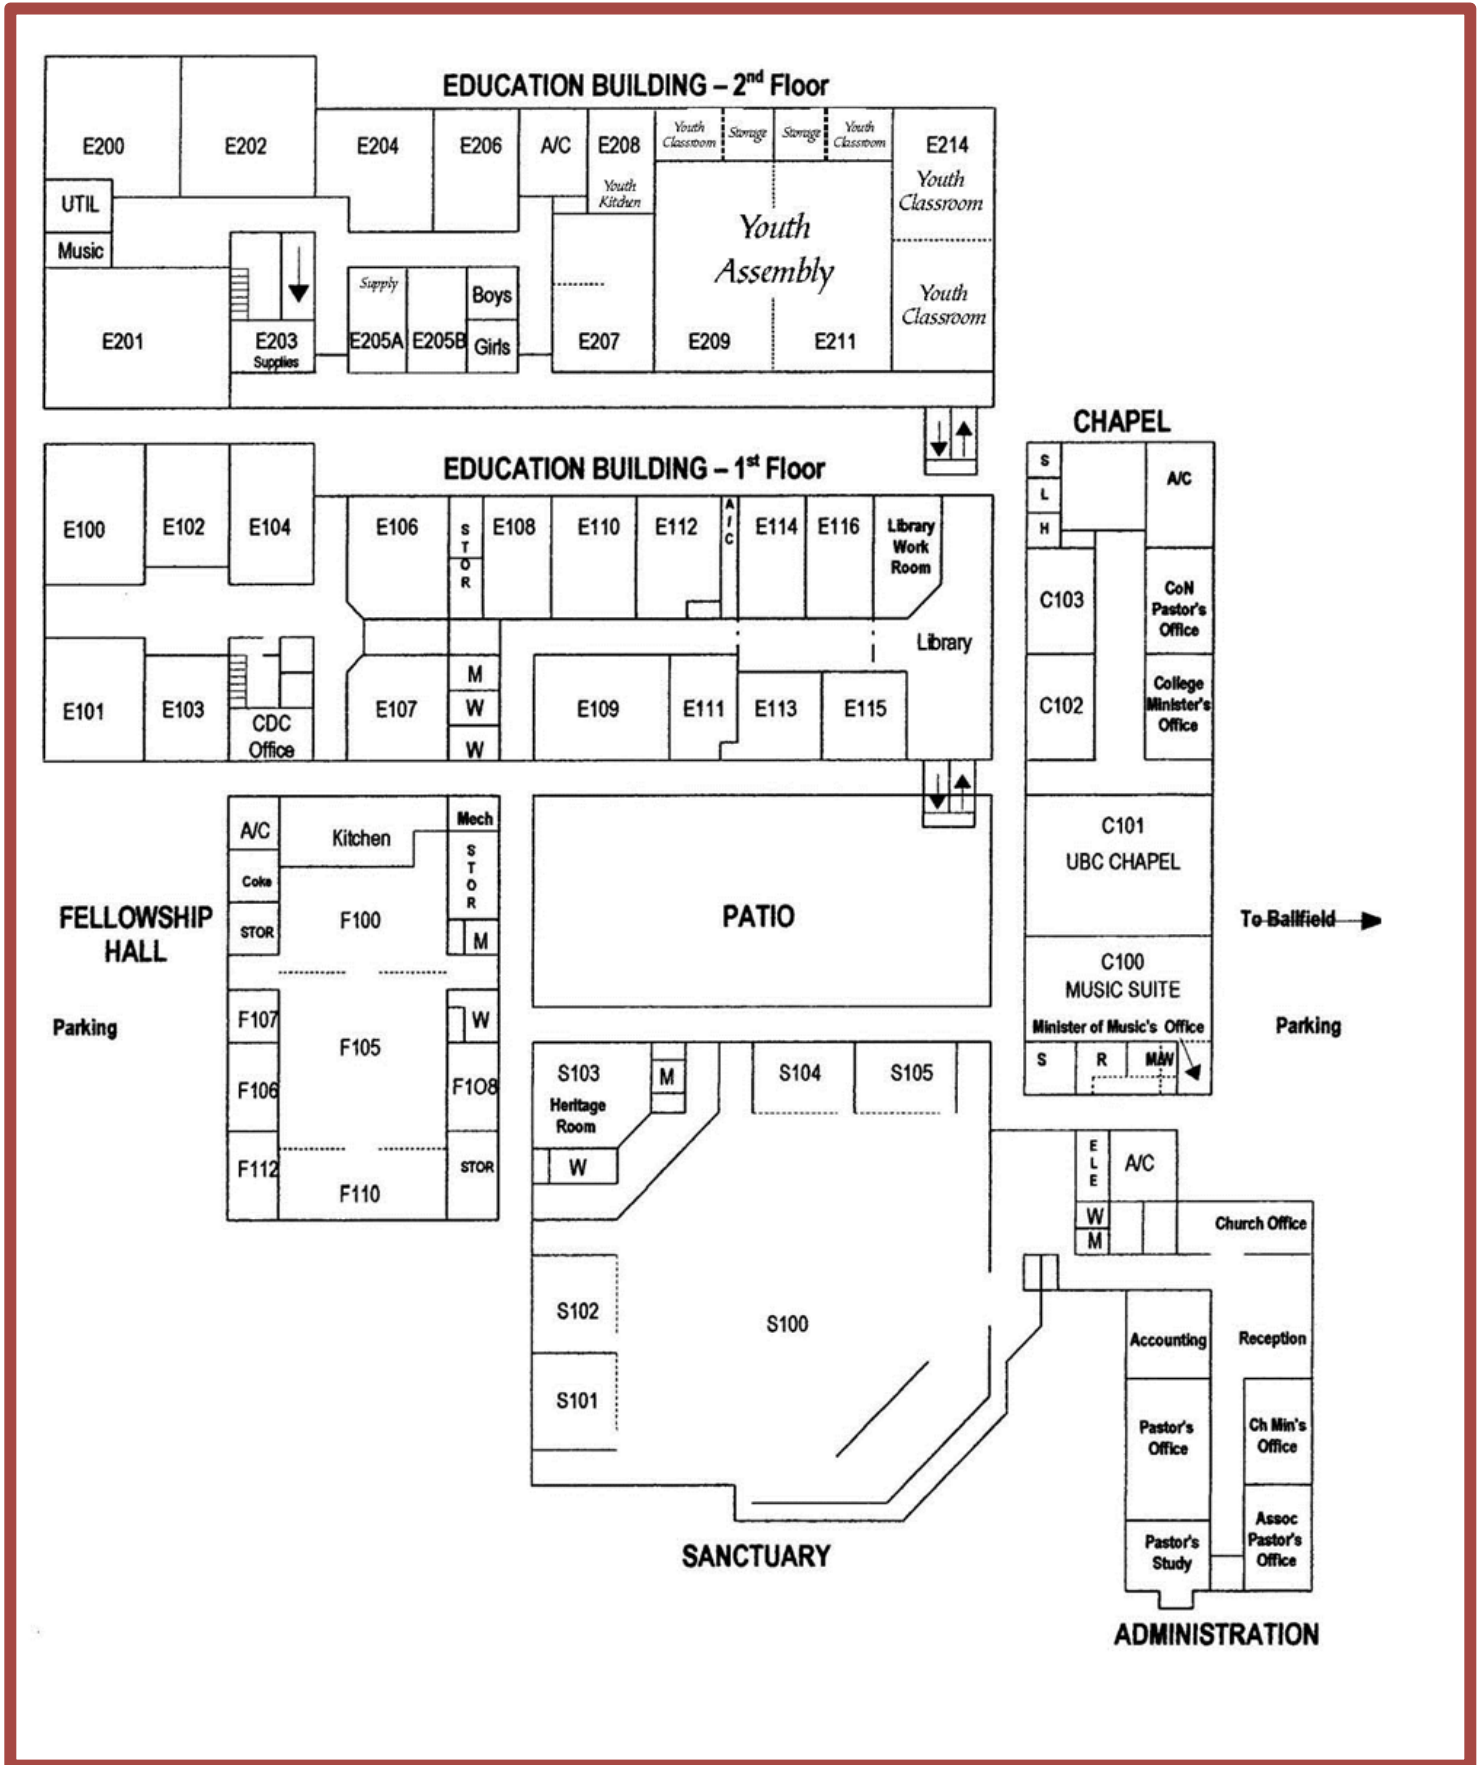 EDUCATION BUILDING – 2nd Floor
E200
E202
E204
E206
A/C
E208
Youth
Kitchen
Youth
Classroom
Storage
Storage
Youth
Classroom
E214
Youth
Classroom
UTIL
Music
Youth
Assembly
Youth
Classroom
E201
E203
Supplies
Supply
E205A
E205B
Boys
Girls
E207
E209
E211
EDUCATION BUILDING – 1st Floor
E100
E102
E104
E106
STOR
E108
E110
E112
A/C
E114
E116
Library
Work
Room
Library
E101
E103
CDC
Office
E107
M
W
W
E109
E111
E113
E115
CHAPEL
S
L
H
A/C
C103
CoN
Pastor's
Office
C102
College
Minister's
Office
C101
UBC CHAPEL
C100
MUSIC SUITE
Minister of Music's Office
S
R
M/W
To Ballfield
Parking
FELLOWSHIP
HALL
Parking
A/C
Kitchen
Mech
Coke
STOR
STOR
F100
M
F107
F105
W
F106
F1O8
F112
F110
STOR
PATIO
S103
Heritage
Room
M
W
S104
S105
S102
S101
S100
SANCTUARY
ELE
A/C
W
M
Church Office
Accounting
Reception
Pastor's
Office
Ch Min's
Office
Pastor's
Study
Assoc
Pastor's
Office
ADMINISTRATION